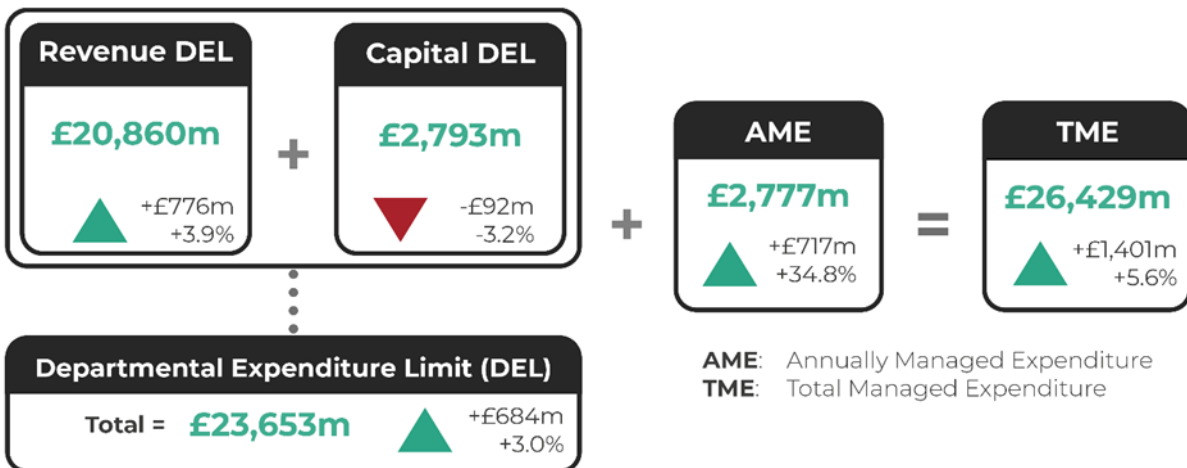 Revenue DEL
£20,860m
+£776m
+3.9%
+
Capital DEL
£2,793m
-£92m
-3.2%
+
AME
£2,777m
+£717m
+34.8%
=
TME
£26,429m
+£1,401m
+5.6%
Departmental Expenditure Limit (DEL)
Total = £23,653m
+£684m
+3.0%
AME: Annually Managed Expenditure
TME: Total Managed Expenditure